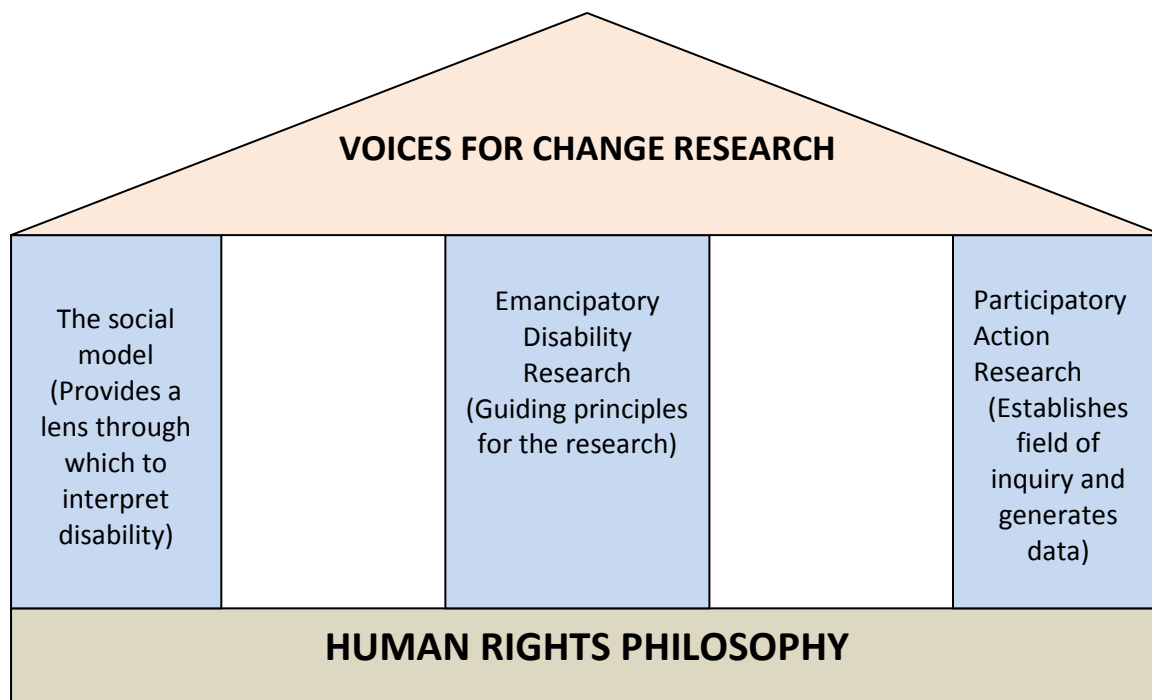 VOICES FOR CHANGE RESEARCH
The social
model
(Provides a
lens through
which to
interpret
disability)
Emancipatory
Disability
Research
(Guiding principles
for the research)
Participatory
Action
Research
(Establishes
field of
inquiry and
generates
data)
HUMAN RIGHTS PHILOSOPHY